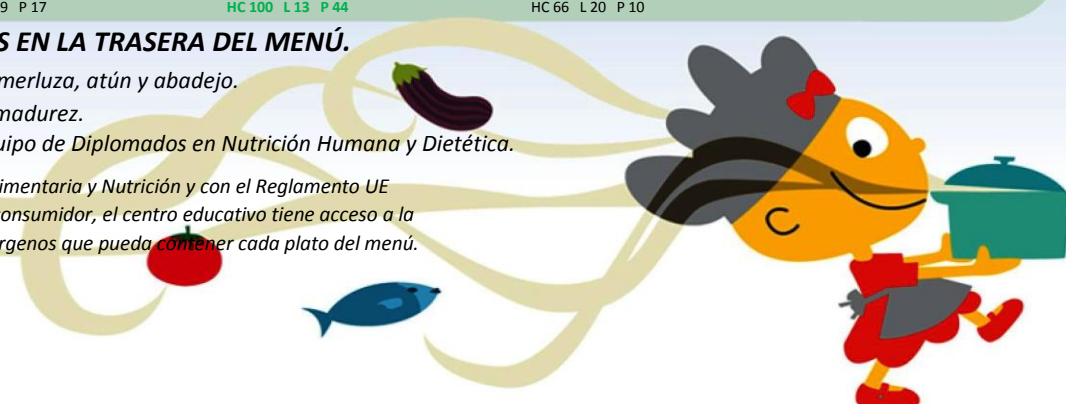 9 P 17 HC 100 L 13 P 44 HC 66 L 20 P 10
S EN LA TRASERA DEL MENÚ.
merluza, atún y abadejo.
madurez.
uipo de Diplomados en Nutrición Humana y Dietética.
imentaria y Nutrición y con el Reglamento UE
consumidor, el centro educativo tiene acceso a la
rgenos que pueda contener cada plato del menú.